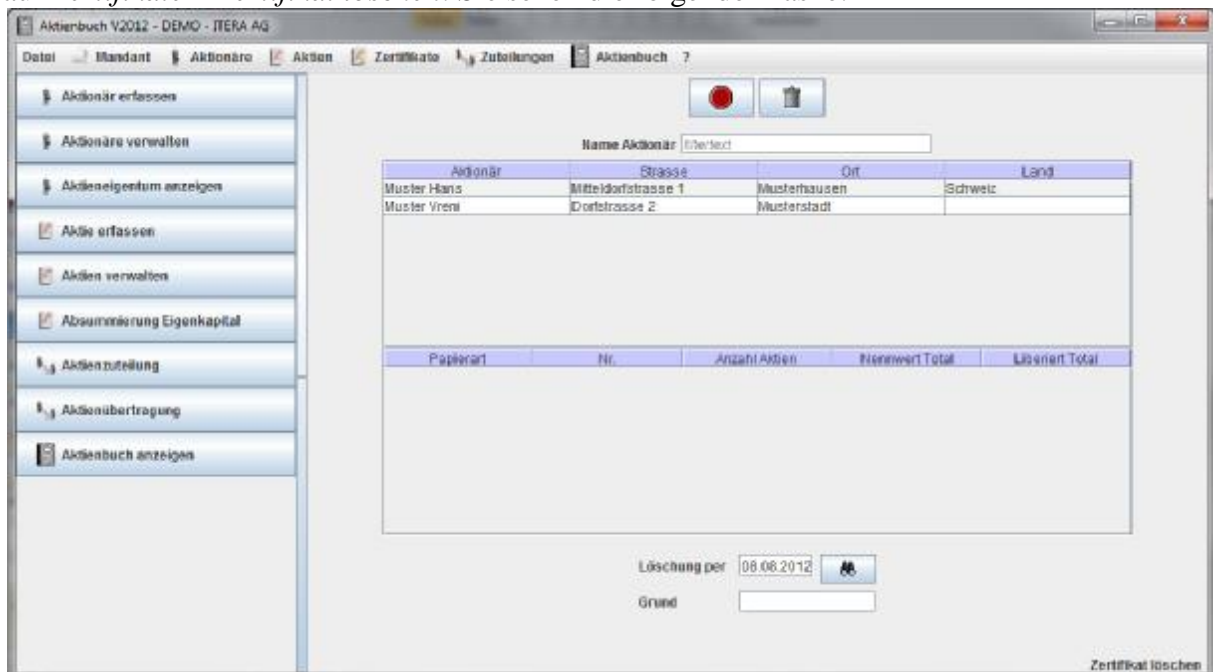 Aktienbuch V2012 - DEMO - ITERA AG
Datei Mandant Aktionäre Aktien Zertifikate Zuteilungen Aktienbuch ?
Aktionär erfassen
Aktionäre verwalten
Aktieneigentum anzeigen
Aktie erfassen
Aktien verwalten
Absummierung Eigenkapital
Aktienzuteilung
Aktienübertragung
Aktienbuch anzeigen
Name Aktionär filtertext
Aktionär Strasse Ort Land
Muster Hans Mitteldorfstrasse 1 Musterhausen Schweiz
Muster Vreni Dorfstrasse 2 Musterstadt
Papierart Nr. Anzahl Aktien Nennwert Total Liberiert Total
Löschung per 08.08.2012
Grund
Zertifikat löschen